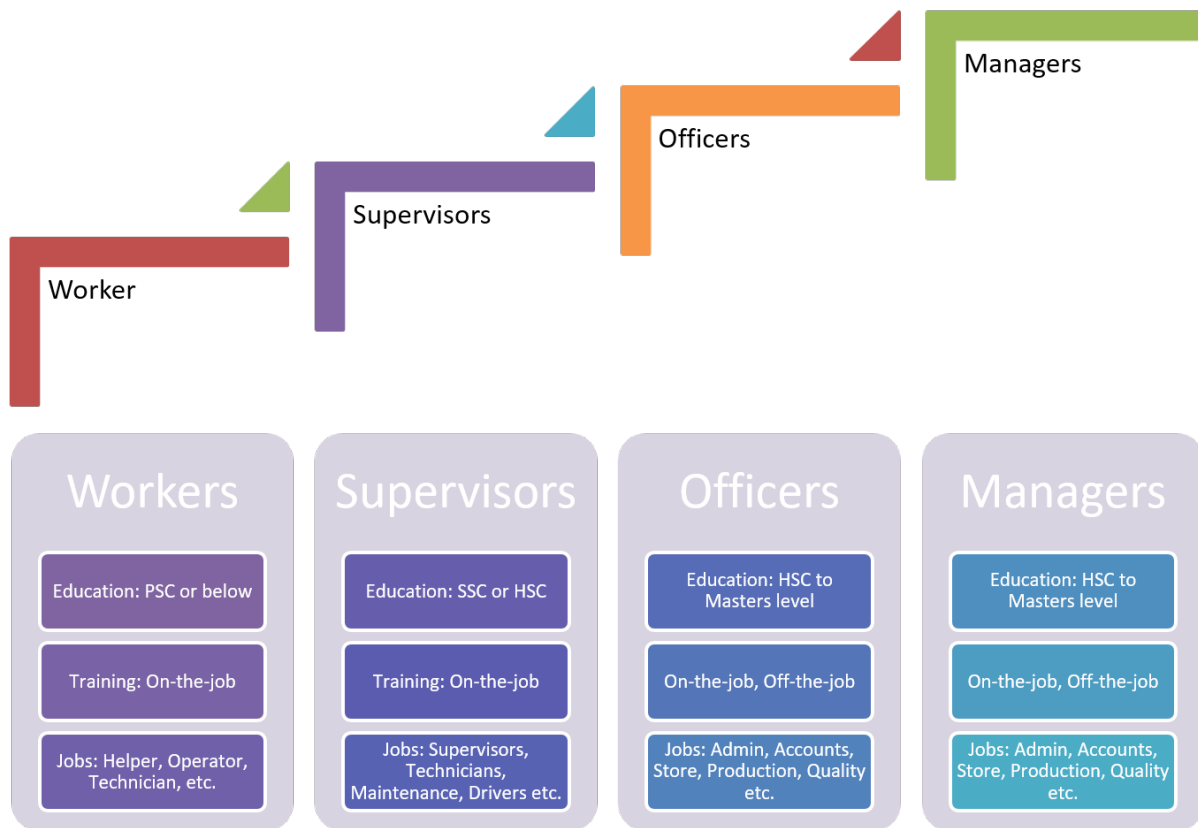 Managers
Officers
Supervisors
Worker
Workers
Education: PSC or below
Training: On-the-job
Jobs: Helper, Operator,
Technician, etc.
Supervisors
Education: SSC or HSC
Training: On-the-job
Jobs: Supervisors,
Technicians,
Maintenance, Drivers etc.
Officers
Education: HSC to
Masters level
On-the-job, Off-the-job
Jobs: Admin, Accounts,
Store, Production, Quality
etc.
Managers
Education: HSC to
Masters level
On-the-job, Off-the-job
Jobs: Admin, Accounts,
Store, Production, Quality
etc.